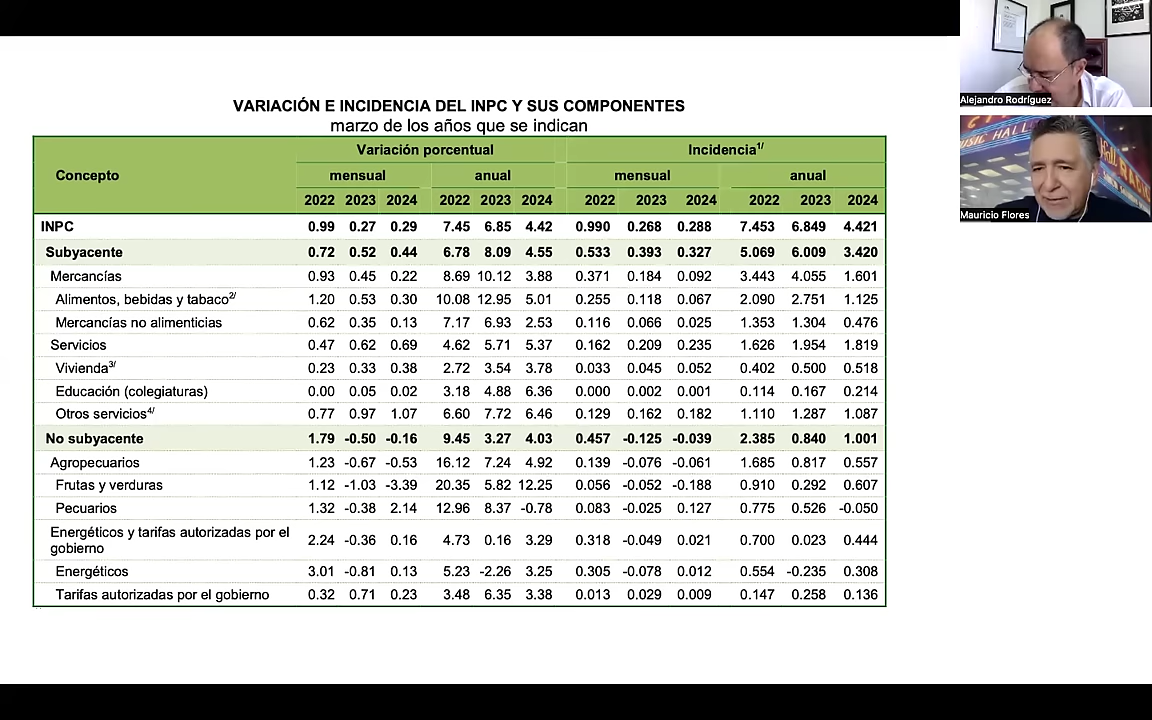 VARIACIÓN E INCIDENCIA DEL INPC Y SUS COMPONENTES
marzo de los años que se indican
Concepto Variación porcentual Incidencia1/
mensual anual mensual anual
2022 2023 2024 2022 2023 2024 2022 2023 2024 2022 2023 2024
INPC 0.99 0.27 0.29 7.45 6.85 4.42 0.990 0.268 0.288 7.453 6.849 4.421
Subyacente 0.72 0.52 0.44 6.78 8.09 4.55 0.533 0.393 0.327 5.069 6.009 3.420
Mercancías 0.93 0.45 0.22 8.69 10.12 3.88 0.371 0.184 0.092 3.443 4.055 1.601
Alimentos, bebidas y tabaco2/ 1.20 0.53 0.30 10.08 12.95 5.01 0.255 0.118 0.067 2.090 2.751 1.125
Mercancías no alimenticias 0.62 0.35 0.13 7.17 6.93 2.53 0.116 0.066 0.025 1.353 1.304 0.476
Servicios 0.47 0.62 0.69 4.62 5.71 5.37 0.162 0.209 0.235 1.626 1.954 1.819
Vivienda3/ 0.23 0.33 0.38 2.72 3.54 3.78 0.033 0.045 0.052 0.402 0.500 0.518
Educación (colegiaturas) 0.00 0.05 0.02 3.18 4.88 6.36 0.000 0.002 0.001 0.114 0.167 0.214
Otros servicios4/ 0.77 0.97 1.07 6.60 7.72 6.46 0.129 0.162 0.182 1.110 1.287 1.087
No subyacente 1.79 -0.50 -0.16 9.45 3.27 4.03 0.457 -0.125 -0.039 2.385 0.840 1.001
Agropecuarios 1.23 -0.67 -0.53 16.12 7.24 4.92 0.139 -0.076 -0.061 1.685 0.817 0.557
Frutas y verduras 1.12 -1.03 -3.39 20.35 5.82 12.25 0.056 -0.052 -0.188 0.910 0.292 0.607
Pecuarios 1.32 -0.38 2.14 12.96 8.37 -0.78 0.083 -0.025 0.127 0.775 0.526 -0.050
Energéticos y tarifas autorizadas por el
gobierno 2.24 -0.36 0.16 4.73 0.16 3.29 0.318 -0.049 0.021 0.700 0.023 0.444
Energéticos 3.01 -0.81 0.13 5.23 -2.26 3.25 0.305 -0.078 0.012 0.554 -0.235 0.308
Tarifas autorizadas por el gobierno 0.32 0.71 0.23 3.48 6.35 3.38 0.013 0.029 0.009 0.147 0.258 0.136
Alejandro Rodríguez
MUSIC HALL
Mauricio Flores